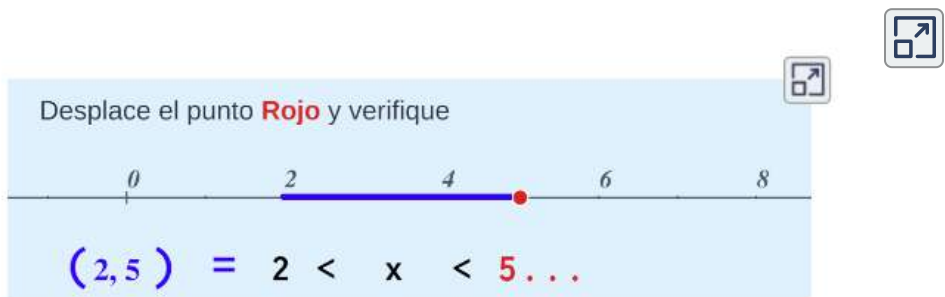 Desplace el punto Rojo y verifique
0 2 4 6 8
(2, 5) = 2 < x < 5...